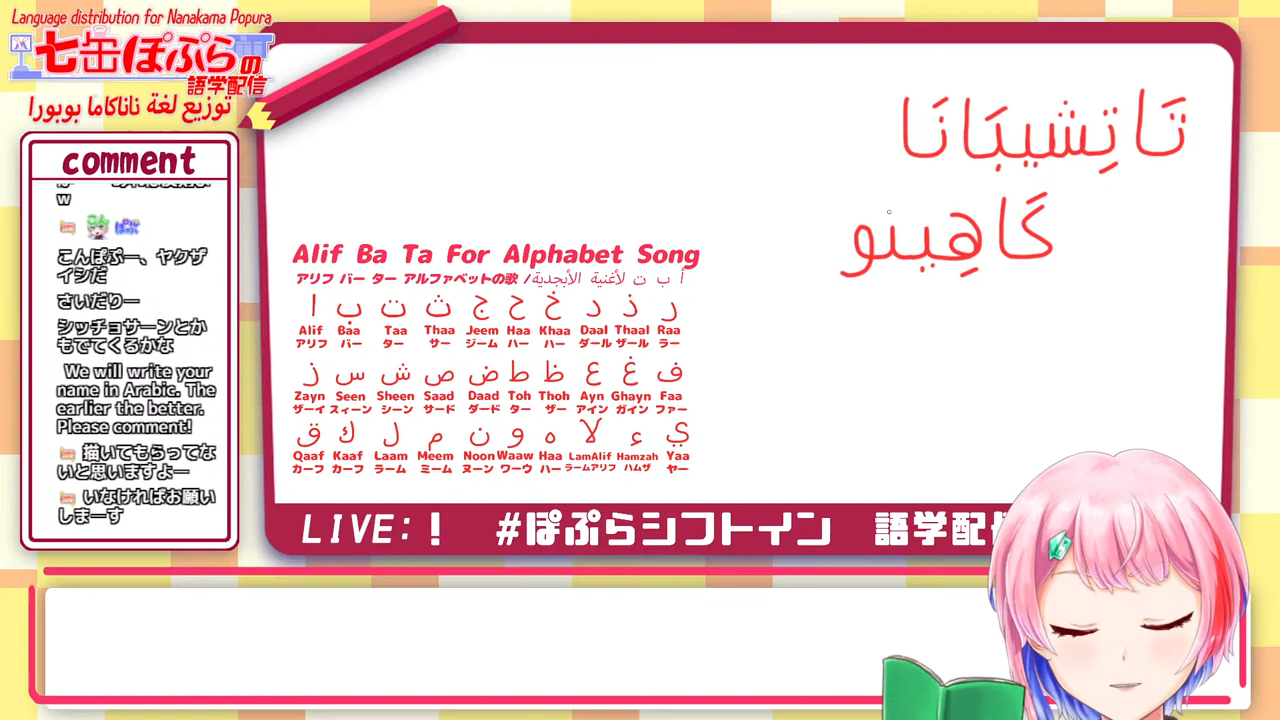 Language distribution for Nanakama Popura
七缶ぽぷらの
語学配信
توزيع لغة ناناكاما بوبورا
comment
w
こん ぽぷ
こんぽぷー、ヤクザ
イシだ
さいだりー
シッチョサーンとか
もでてくるかな
We will write your
name in Arabic. The
earlier the better.
Please comment!
描いてもらってな
いと思いますよー
いなければお願い
しまーす
تَاتِشيبَانَا
گَاهِينو
Alif Ba Ta For Alphabet Song
アリフ バー ター アルファベットの歌 /أ ب ت لأغنية الأبجدية
ا ب ت ث ج ح خ د ذ ر
Alif Baa Taa Thaa Jeem Haa Khaa Daal Thaal Raa
アリフ バー ター サー ジーム ハー ハー ダール ザール ラー
ز س ش ص ض ط ظ ع غ ف
Zayn Seen Sheen Saad Daad Toh Thoh Ayn Ghayn Faa
ザーイ スィーン シーン サード ダード ター ザー アイン ガイン ファー
ق ك ل م ن و ه لا ء ي
Qaaf Kaaf Laam Meem Noon Waaw Haa LamAlif Hamzah Yaa
カーフ カーフ ラーム ミーム ヌーン ワーウ ハー ラームアリフ ハムザ ヤー
LIVE:! #ぽぷらシフトイン 語学配信